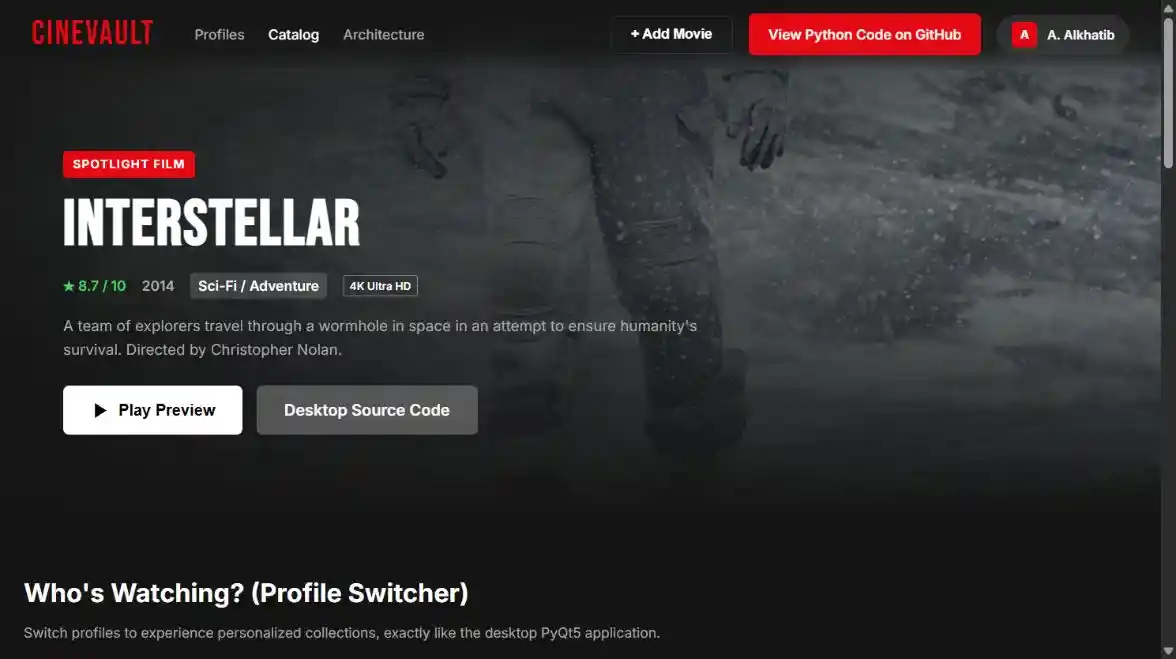 CINEVAULT
Profiles
Catalog
Architecture
+ Add Movie
View Python Code on GitHub
A
A. Alkhatib
SPOTLIGHT FILM
INTERSTELLAR
★ 8.7 / 10
2014
Sci-Fi / Adventure
4K Ultra HD
A team of explorers travel through a wormhole in space in an attempt to ensure humanity's
survival. Directed by Christopher Nolan.
▶ Play Preview
Desktop Source Code
Who's Watching? (Profile Switcher)
Switch profiles to experience personalized collections, exactly like the desktop PyQt5 application.